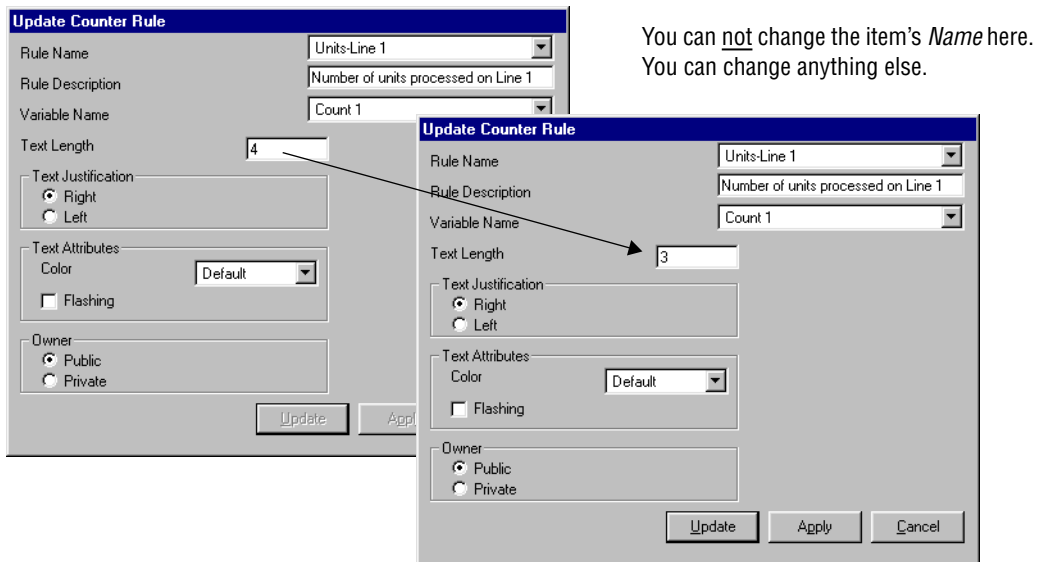 You can not change the item's Name here.
You can change anything else.
Update Counter Rule
Rule Name
Units-Line 1
Rule Description
Number of units processed on Line 1
Variable Name
Count 1
Text Length
4
Text Justification
Right
Left
Text Attributes
Color
Default
Flashing
Owner
Public
Private
Update
Appl
Update Counter Rule
Rule Name
Units-Line 1
Rule Description
Number of units processed on Line 1
Variable Name
Count 1
Text Length
3
Text Justification
Right
Left
Text Attributes
Color
Default
Flashing
Owner
Public
Private
Update
Apply
Cancel